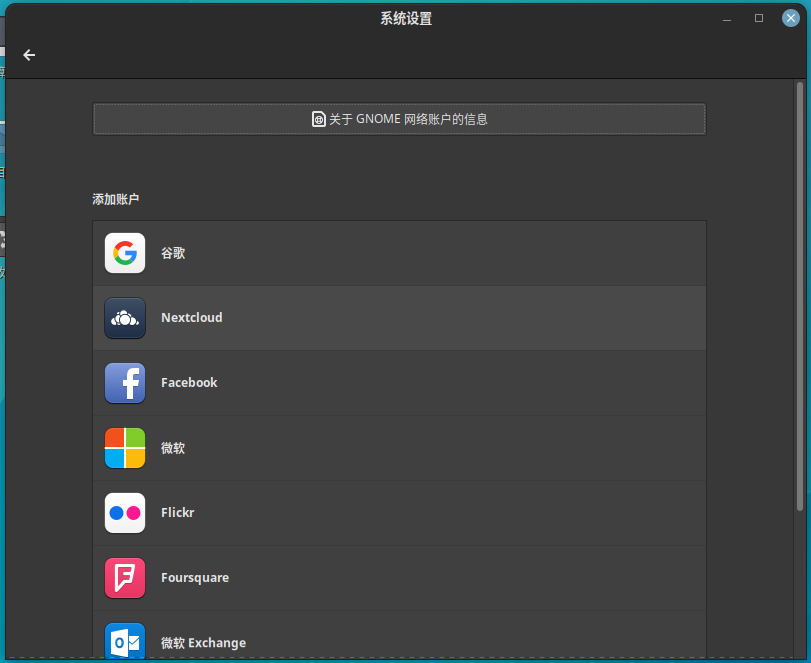 系统设置
关于 GNOME 网络账户的信息
添加账户
谷歌
Nextcloud
Facebook
微软
Flickr
Foursquare
微软 Exchange